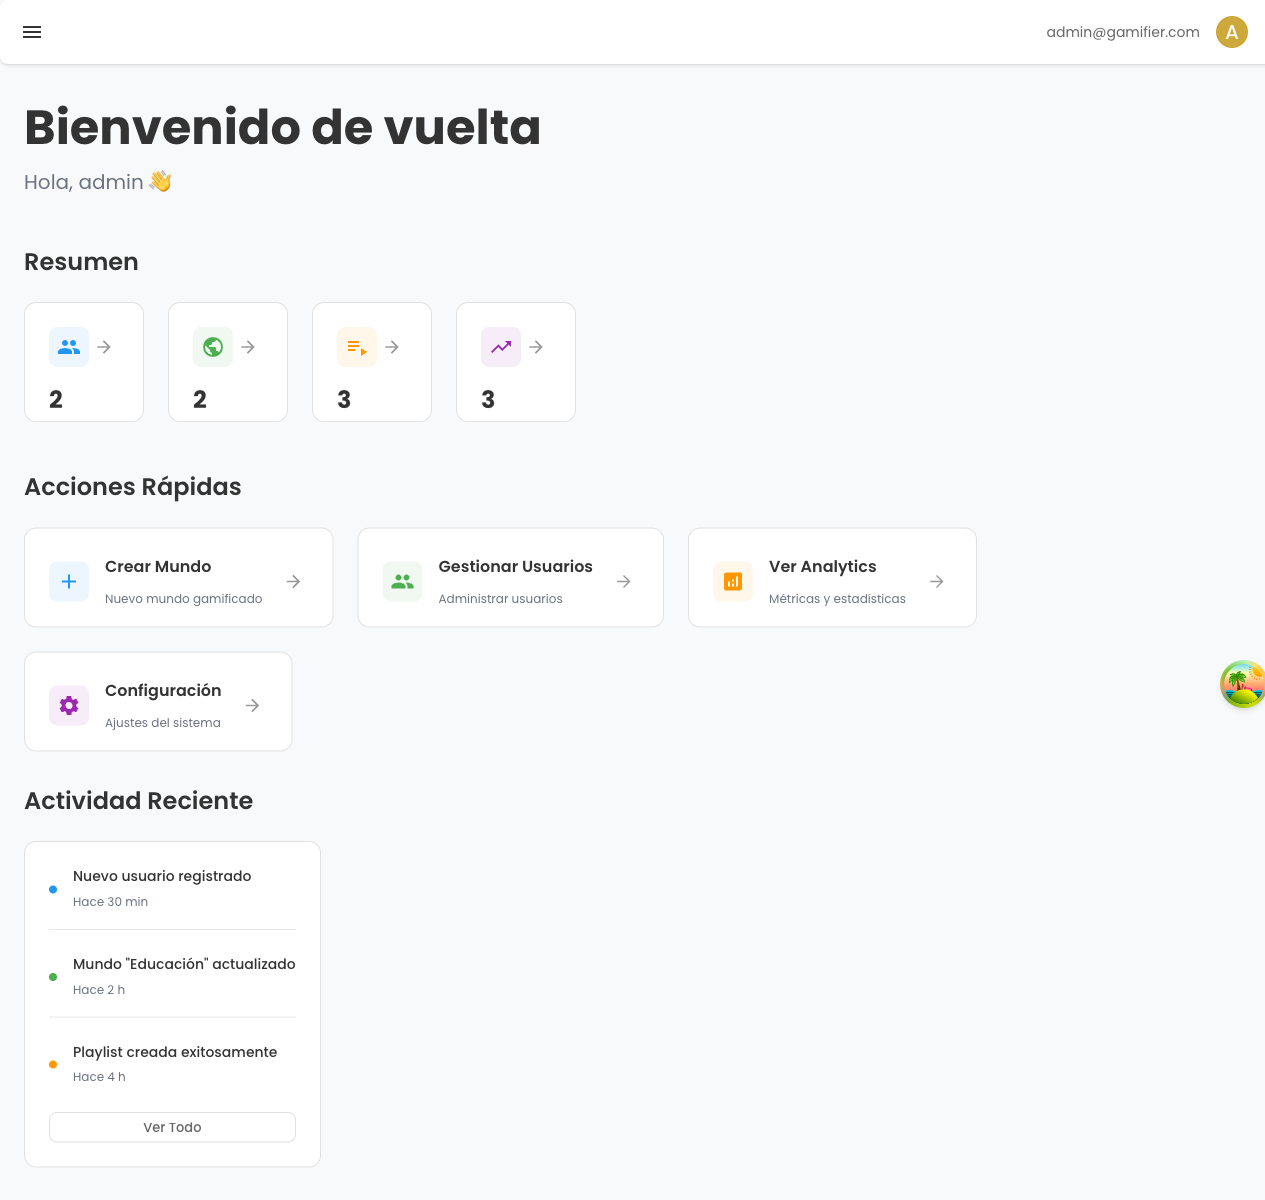 admin@gamifier.com
A
Bienvenido de vuelta
Hola, admin 👋
Resumen
2
2
3
3
Acciones Rápidas
Crear Mundo
Nuevo mundo gamificado
Gestionar Usuarios
Administrar usuarios
Ver Analytics
Métricas y estadísticas
Configuración
Ajustes del sistema
Actividad Reciente
Nuevo usuario registrado
Hace 30 min
Mundo "Educación" actualizado
Hace 2 h
Playlist creada exitosamente
Hace 4 h
Ver Todo